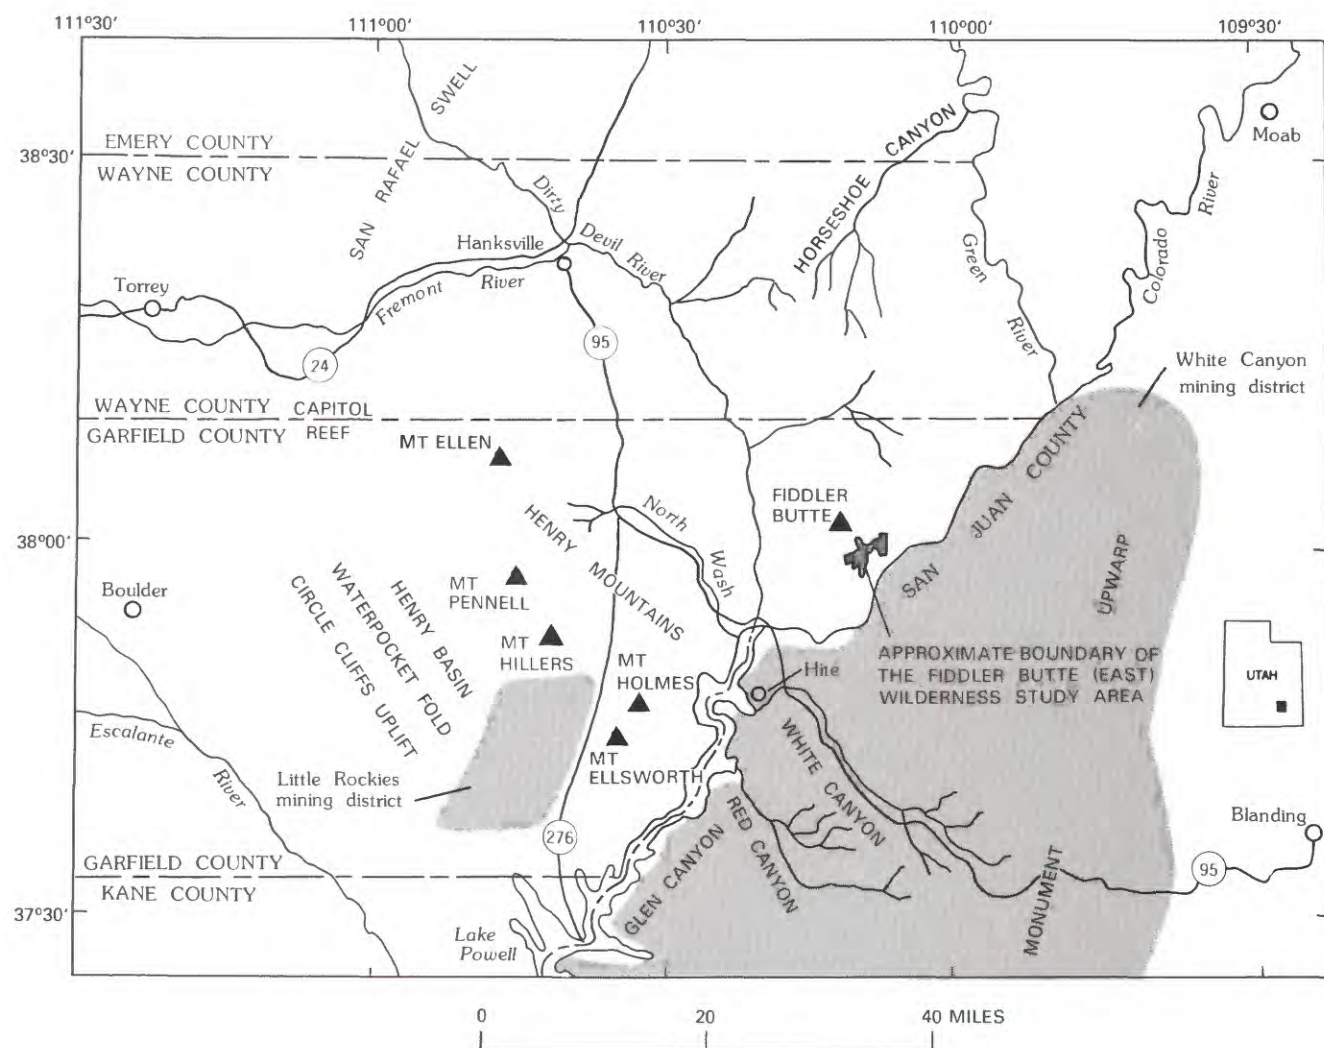 111°30′ 111°00′ 110°30′ 110°00′ 109°30′
SAN RAFAEL SWELL
EMERY COUNTY
38°30′
WAYNE COUNTY
Dirty
Devil River
Hanksville
HORSESHOE CANYON
Moab
Green
River
Colorado
River
Torrey
Fremont River
24
95
White Canyon
mining district
WAYNE COUNTY
GARFIELD COUNTY
CAPITOL
REEF
MT ELLEN
FIDDLER
BUTTE
SAN JUAN COUNTY
HENRY MOUNTAINS
North
Wash
38°00′
Boulder
HENRY BASIN
WATERPOCKET FOLD
CIRCLE CLIFFS UPLIFT
MT
PENNELL
MT
HILLERS
MT
HOLMES
MT
ELLSWORTH
Hite
APPROXIMATE BOUNDARY OF
THE FIDDLER BUTTE (EAST)
WILDERNESS STUDY AREA
MONUMENT UPWARP
UTAH
Escalante
River
Little Rockies
mining district
WHITE CANYON
RED CANYON
GLEN CANYON
276
Blanding
95
GARFIELD COUNTY
KANE COUNTY
37°30′
Lake
Powell
0 20 40 MILES